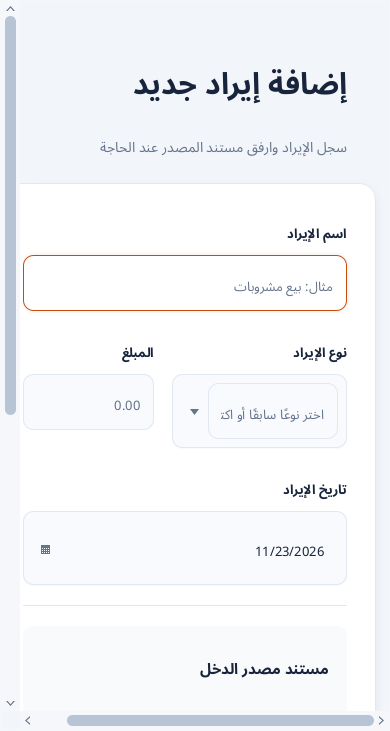 إضافة إيراد جديد
سجل الإيراد وارفق مستند المصدر عند الحاجة
اسم الإيراد
مثال: بيع مشروبات
نوع الإيراد
المبلغ
اختر نوعًا سابقًا أو اكت
0.00
تاريخ الإيراد
11/23/2026
مستند مصدر الدخل